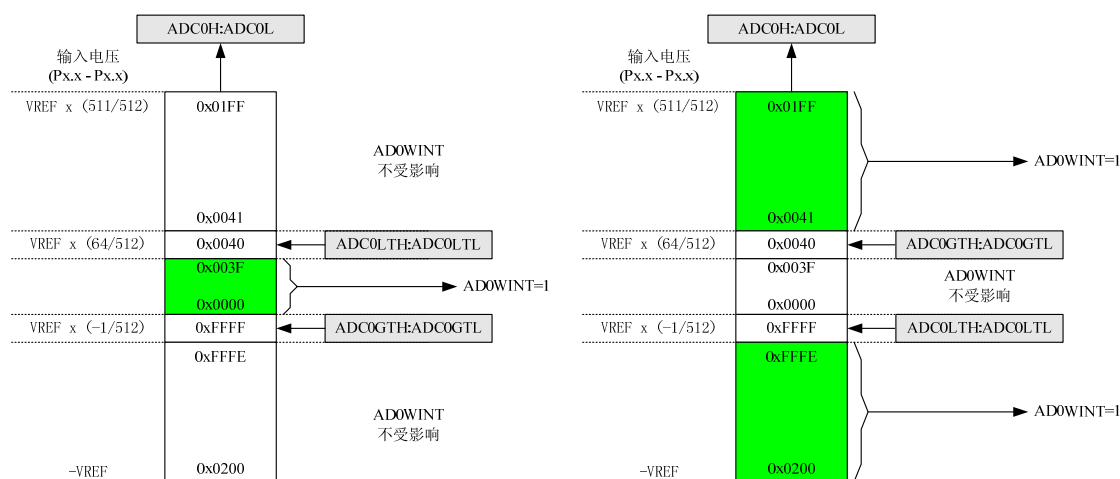 ADC0H:ADC0L
输入电压
(Px.x - Px.x)
VREF x (511/512)
0x01FF
AD0WINT
不受影响
0x0041
VREF x (64/512)
0x0040
ADC0LTH:ADC0LTL
0x003F
0x0000
AD0WINT=1
VREF x (-1/512)
0xFFFF
ADC0GTH:ADC0GTL
0xFFFE
AD0WINT
不受影响
-VREF
0x0200
ADC0H:ADC0L
输入电压
(Px.x - Px.x)
VREF x (511/512)
0x01FF
AD0WINT=1
0x0041
VREF x (64/512)
0x0040
ADC0GTH:ADC0GTL
0x003F
AD0WINT
不受影响
0x0000
VREF x (-1/512)
0xFFFF
ADC0LTH:ADC0LTL
0xFFFE
AD0WINT=1
-VREF
0x0200